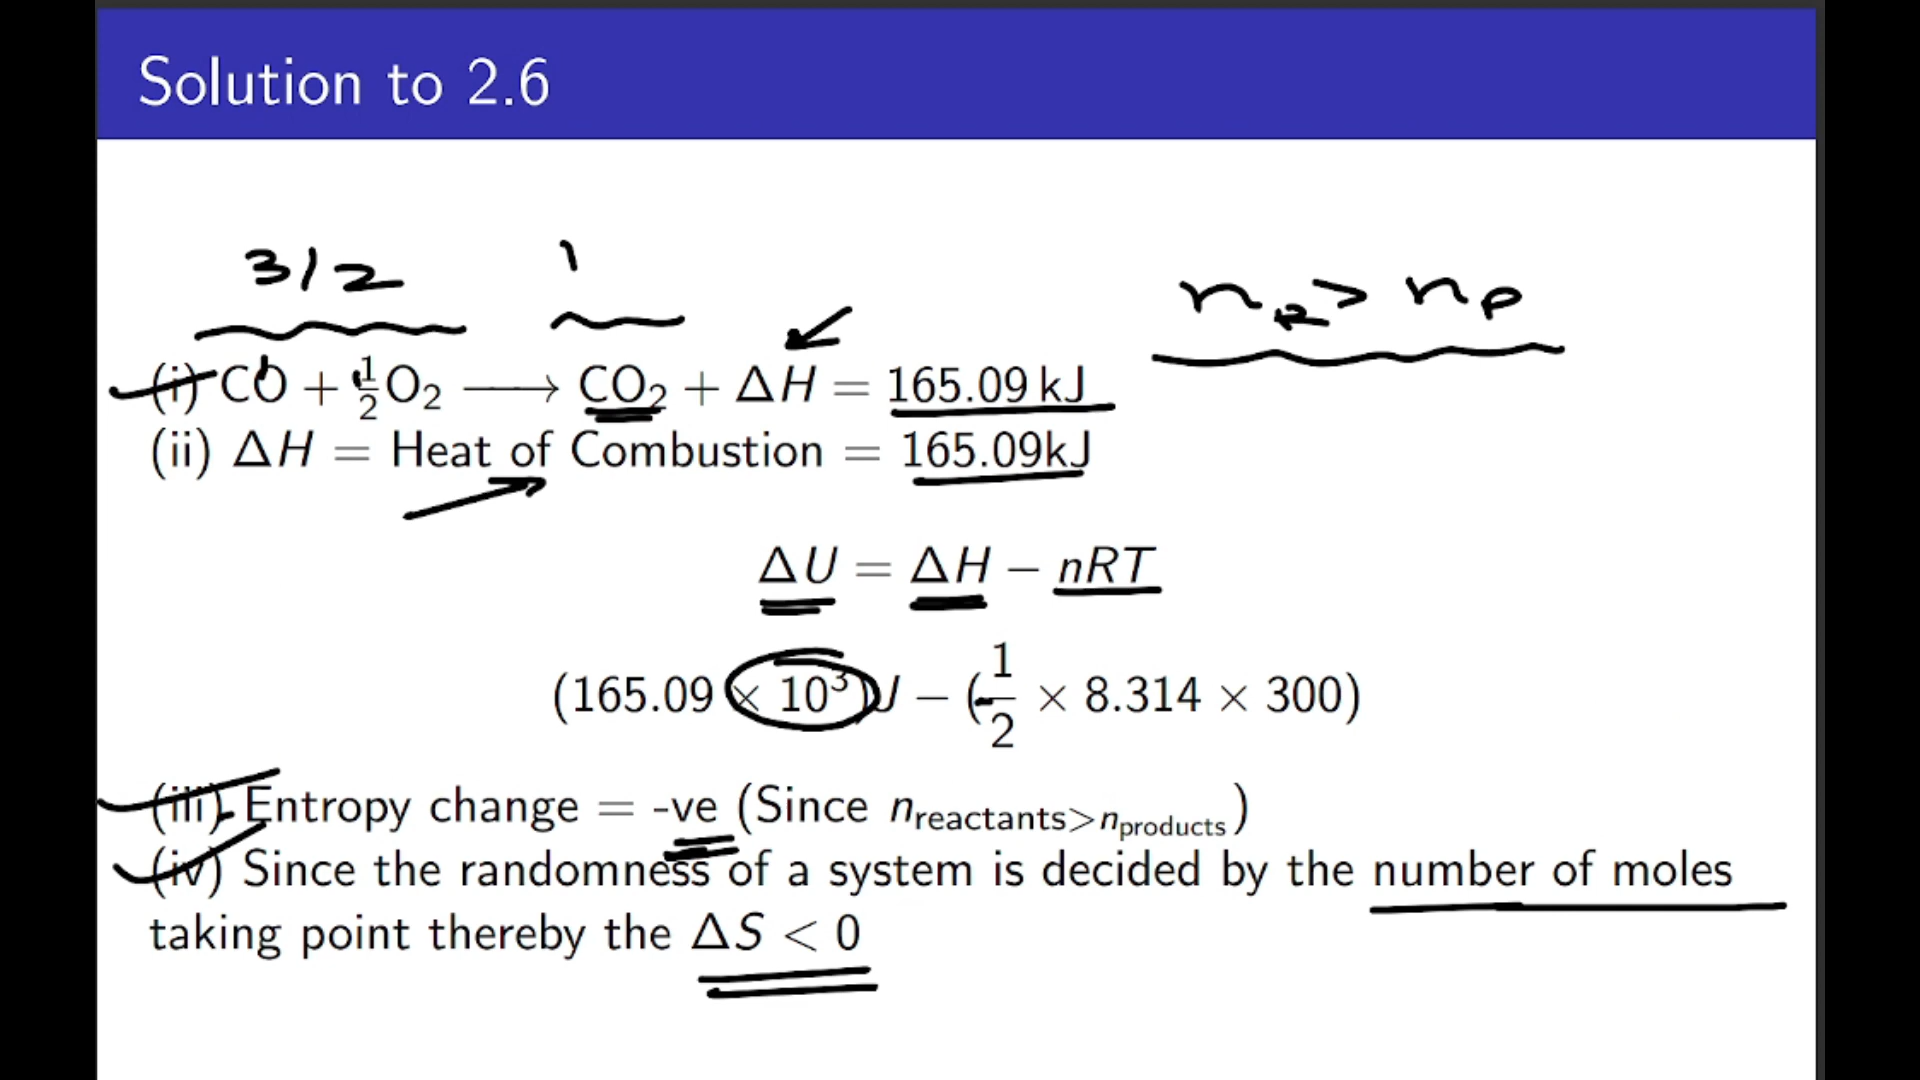 Solution to 2.6
3/2 1
n_R > n_P
(i) CO + 1/2 O₂ ⟶ CO₂ + ΔH = 165.09 kJ
(ii) ΔH = Heat of Combustion = 165.09kJ
ΔU = ΔH − nRT
(165.09 × 10³)J − (-1/2 × 8.314 × 300)
(iii). Entropy change = -ve (Since n_reactants>n_products)
(iv) Since the randomness of a system is decided by the number of moles
taking point thereby the ΔS < 0